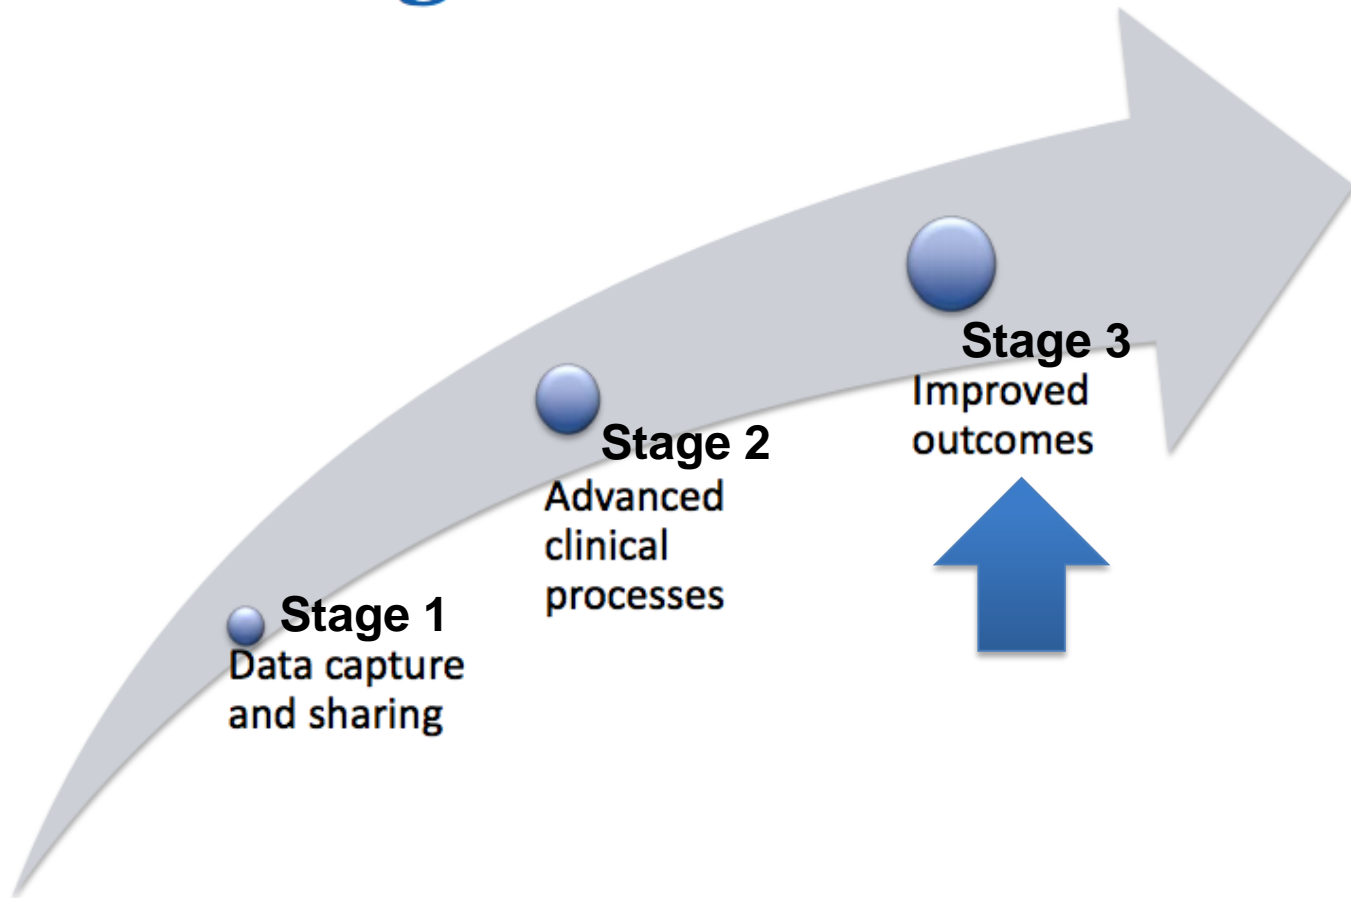 Stage 3
Improved
outcomes
Stage 2
Advanced
clinical
processes
Stage 1
Data capture
and sharing